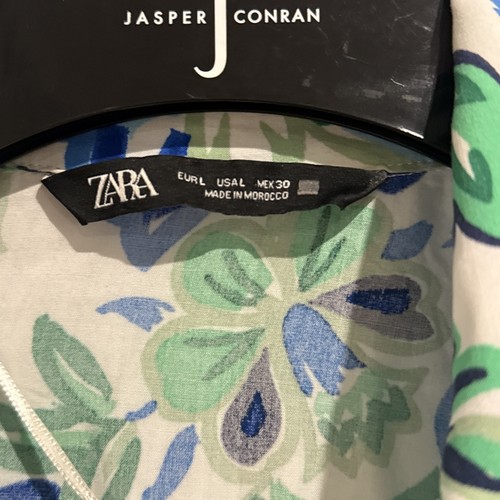 JASPER J CONRAN
ZARA
EUR L USA L MEX 30
MADE IN MOROCCO